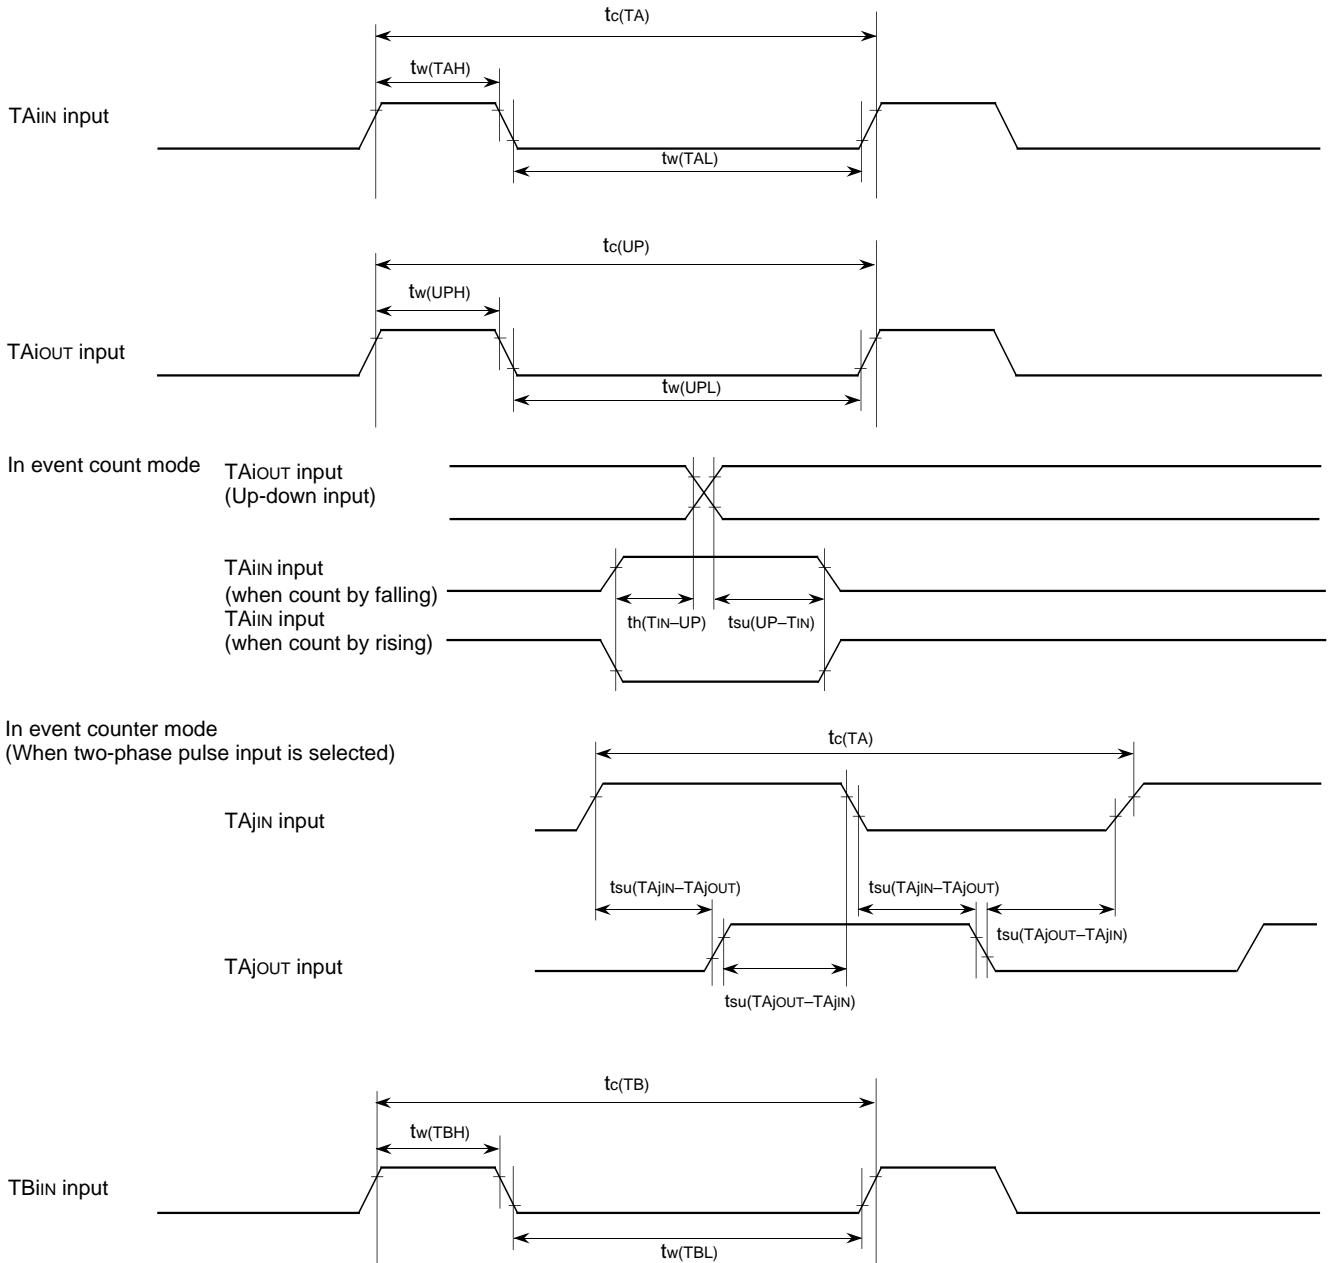 tc(TA)
tw(TAH)
TAiIN input
tw(TAL)
tc(UP)
tw(UPH)
TAiOUT input
tw(UPL)
In event count mode
TAiOUT input
(Up-down input)
TAiIN input
(when count by falling)
TAiIN input
(when count by rising)
th(TIN–UP)
tsu(UP–TIN)
In event counter mode
(When two-phase pulse input is selected)
tc(TA)
TAjIN input
tsu(TAjIN–TAjOUT)
tsu(TAjIN–TAjOUT)
tsu(TAjOUT–TAjIN)
TAjOUT input
tsu(TAjOUT–TAjIN)
tc(TB)
tw(TBH)
TBiIN input
tw(TBL)